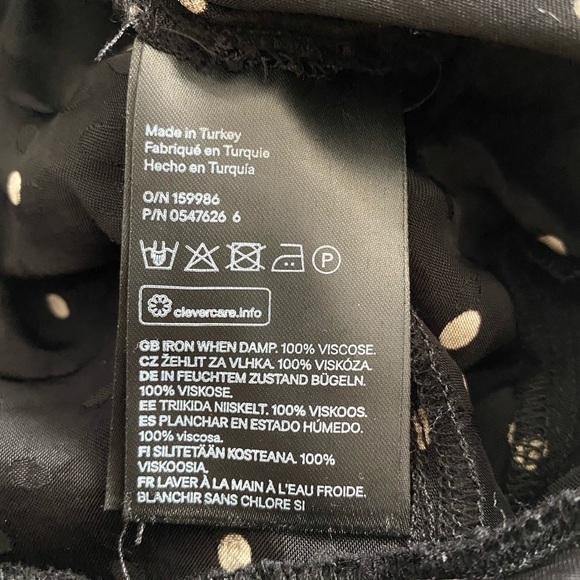 Made in Turkey
Fabriqué en Turquie
Hecho en Turquía
O/N 159986
P/N 0547626 6
P
clevercare.info
GB IRON WHEN DAMP. 100% VISCOSE.
CZ ŽEHLIT ZA VLHKA. 100% VISKÓZA.
DE IN FEUCHTEM ZUSTAND BÜGELN.
100% VISKOSE.
EE TRIIKIDA NIISKELT. 100% VISKOOS.
ES PLANCHAR EN ESTADO HÚMEDO.
100% viscosa.
FI SILITETÄÄN KOSTEANA. 100%
VISKOOSIA.
FR LAVER À LA MAIN À L'EAU FROIDE.
BLANCHIR SANS CHLORE SI